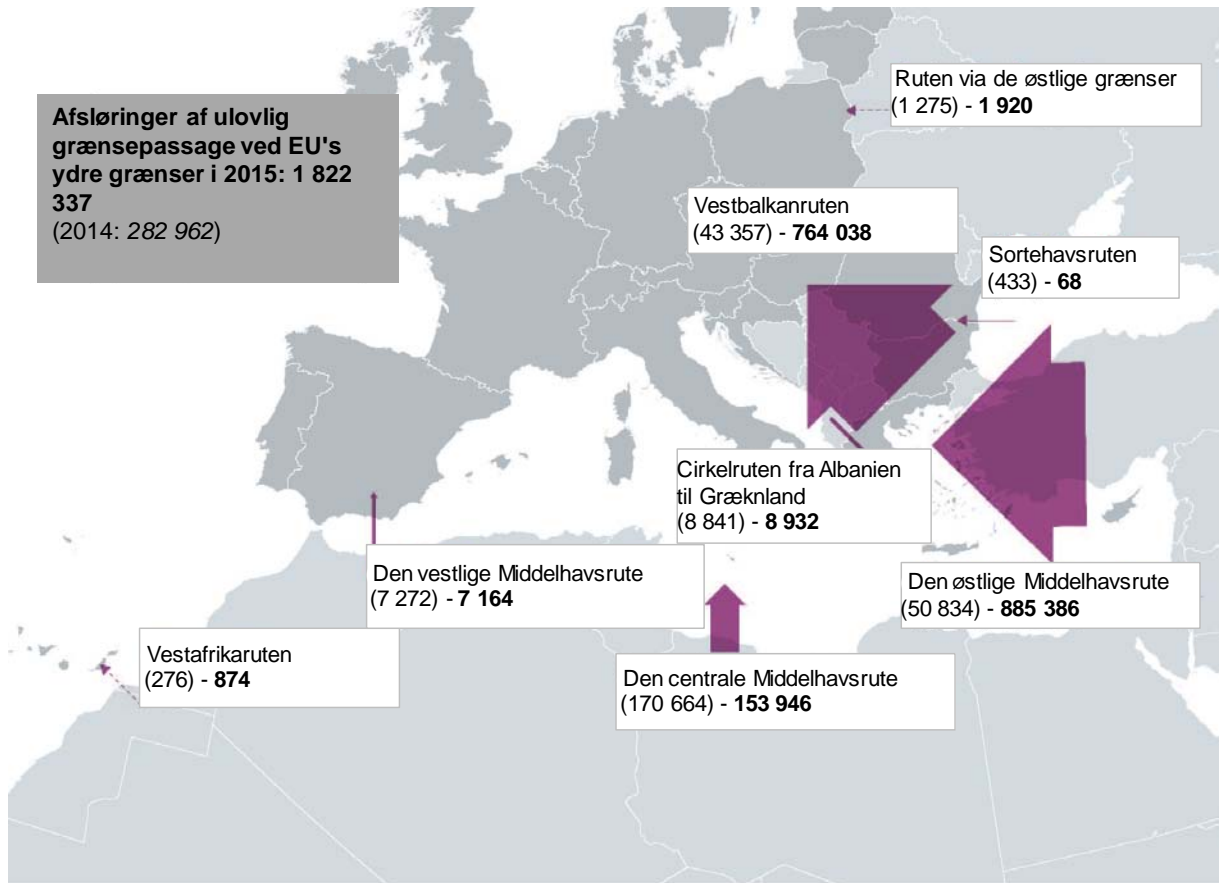 Afsløringer af ulovlig
grænsepassage ved EU's
ydre grænser i 2015: 1 822
337
(2014: 282 962)
Ruten via de østlige grænser
(1 275) - 1 920
Vestbalkanruten
(43 357) - 764 038
Sortehavsruten
(433) - 68
Cirkelruten fra Albanien
til Græknland
(8 841) - 8 932
Den vestlige Middelhavsrute
(7 272) - 7 164
Den østlige Middelhavsrute
(50 834) - 885 386
Vestafrikaruten
(276) - 874
Den centrale Middelhavsrute
(170 664) - 153 946